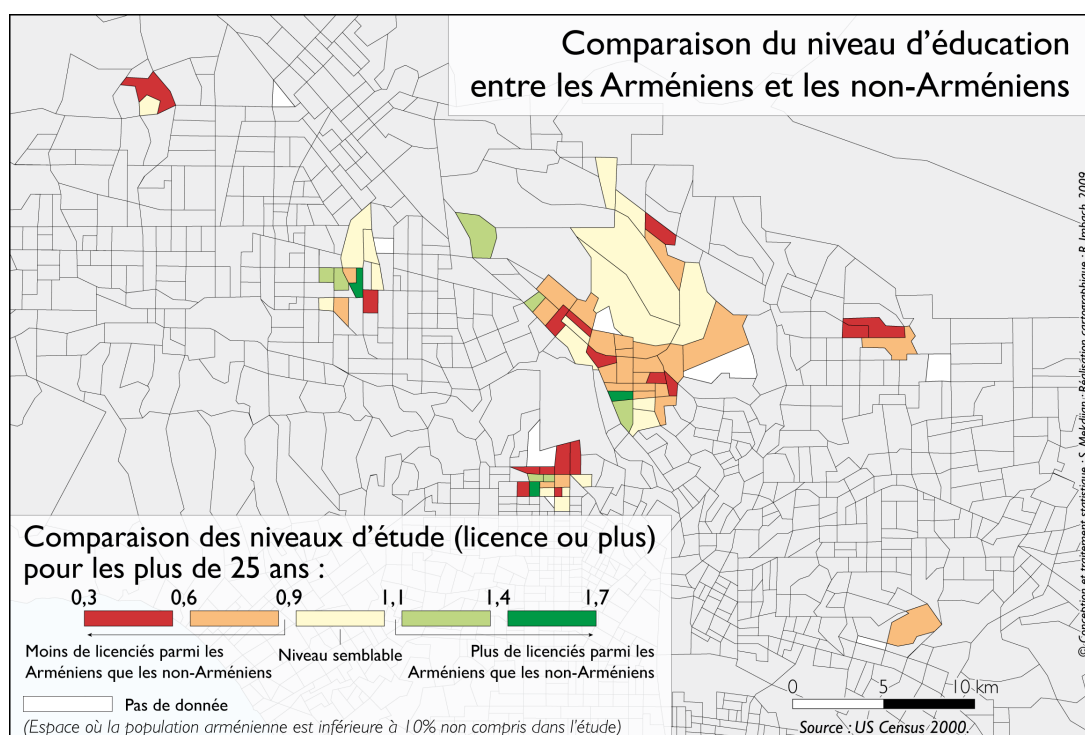 Comparaison du niveau d'éducation
entre les Arméniens et les non-Arméniens
Comparaison des niveaux d'étude (licence ou plus)
pour les plus de 25 ans :
0,3 0,6 0,9 1,1 1,4 1,7
Moins de licenciés parmi les
Arméniens que les non-Arméniens
Niveau semblable
Plus de licenciés parmi les
Arméniens que les non-Arméniens
Pas de donnée
(Espace où la population arménienne est inférieure à 10% non compris dans l'étude)
0 5 10 km
Source : US Census 2000.
© Conception et traitement statistique : S. Mekdjian ; Réalisation cartographique : R. Imbach 2009